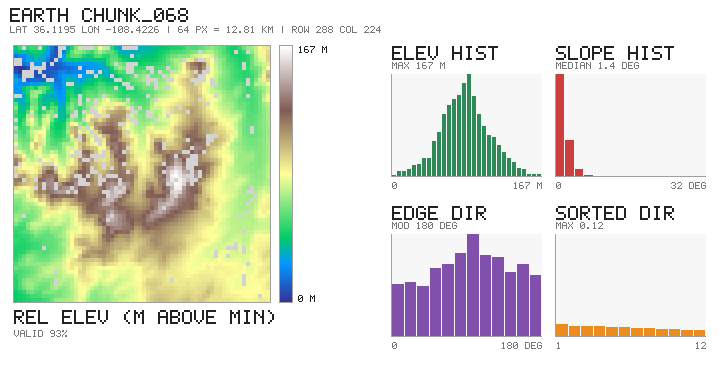 EARTH CHUNK_068
LAT 36.1195 LON -108.4226 | 64 PX = 12.81 KM | ROW 288 COL 224
167 M
0 M
REL ELEV (M ABOVE MIN)
VALID 93%
ELEV HIST
MAX 167 M
0 167 M
SLOPE HIST
MEDIAN 1.4 DEG
0 32 DEG
EDGE DIR
MOD 180 DEG
0 180 DEG
SORTED DIR
MAX 0.12
1 12